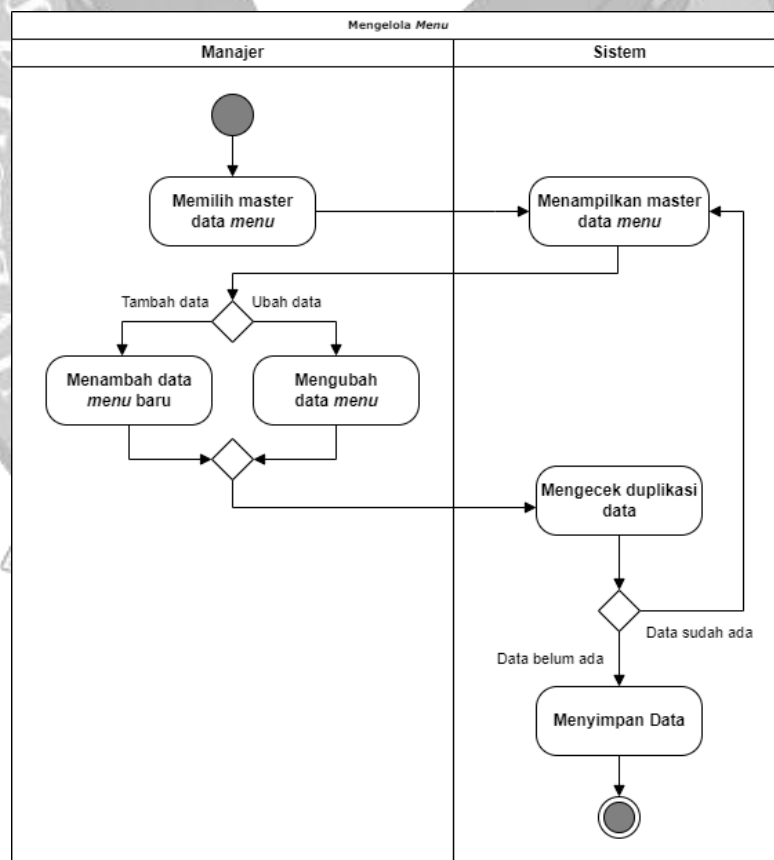 Mengelola Menu
Manajer
Sistem
Memilih master
data menu
Menampilkan master
data menu
Tambah data
Ubah data
Menambah data
menu baru
Mengubah
data menu
Mengecek duplikasi
data
Data sudah ada
Data belum ada
Menyimpan Data